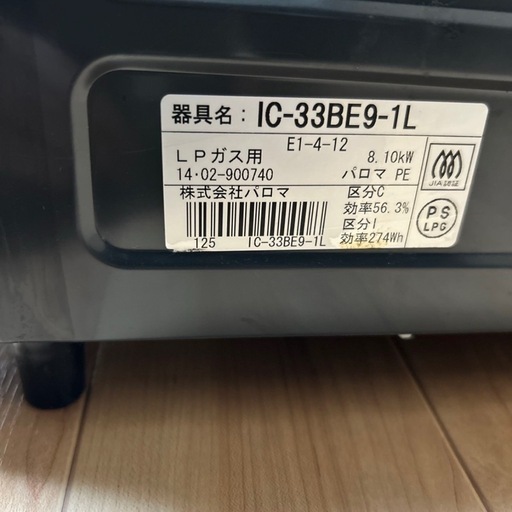 器具名：IC-33BE9-1L
E1-4-12
LPガス用 8.10kW
14･02-900740 パロマ PE
株式会社パロマ 区分C
効率56.3%
区分I
125 IC-33BE9-1L 効率274Wh
JIA認証
PS
LPG